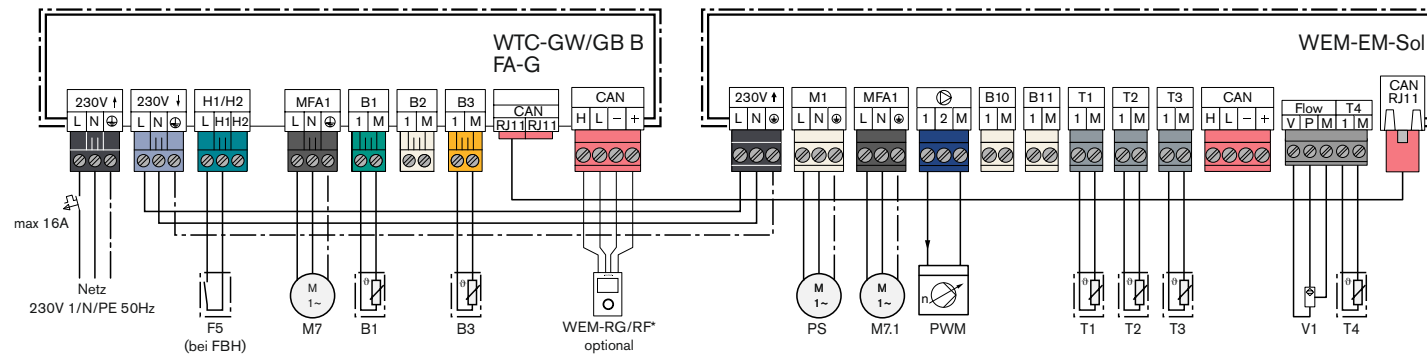 WTC-GW/GB B
FA-G
WEM-EM-Sol
230V ↑
230V ↓
H1/H2
MFA1
B1
B2
B3
CAN
CAN
230V ↑
M1
MFA1
B10
B11
T1
T2
T3
CAN
Flow T4
CAN
RJ11
L N
L N
L H1 H2
L N
1 M
1 M
1 M
RJ11 RJ11
H L - +
L N
L N
L N
1 2 M
1 M
1 M
1 M
1 M
1 M
H L - +
V P M 1 M
max 16A
Netz
230V 1/N/PE 50Hz
F5
(bei FBH)
M
1~
M7
ϑ
B1
ϑ
B3
WEM-RG/RF*
optional
M
1~
PS
M
1~
M7.1
n
PWM
ϑ
T1
ϑ
T2
ϑ
T3
V1
ϑ
T4